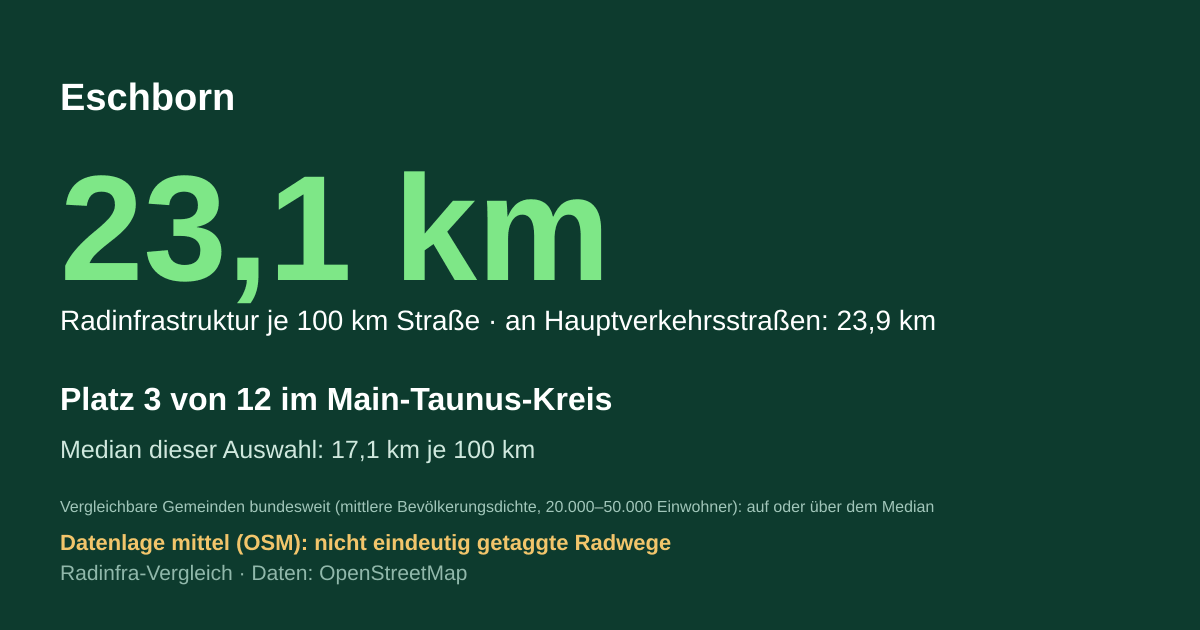 Eschborn
23,1 km
Radinfrastruktur je 100 km Straße · an Hauptverkehrsstraßen: 23,9 km
Platz 3 von 12 im Main-Taunus-Kreis
Median dieser Auswahl: 17,1 km je 100 km
Vergleichbare Gemeinden bundesweit (mittlere Bevölkerungsdichte, 20.000–50.000 Einwohner): auf oder über dem Median
Datenlage mittel (OSM): nicht eindeutig getaggte Radwege
Radinfra-Vergleich · Daten: OpenStreetMap